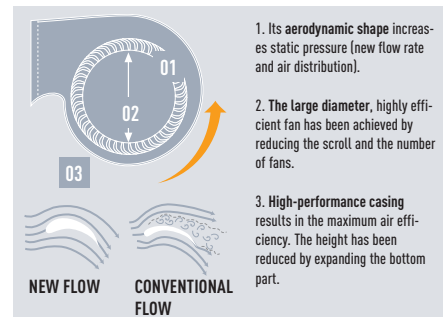 01
02
03
NEW FLOW
CONVENTIONAL
FLOW
1. Its aerodynamic shape increas-
es static pressure (new flow rate
and air distribution).
2. The large diameter, highly effi-
cient fan has been achieved by
reducing the scroll and the number
of fans.
3. High-performance casing
results in the maximum air effi-
ciency. The height has been
reduced by expanding the bottom
part.